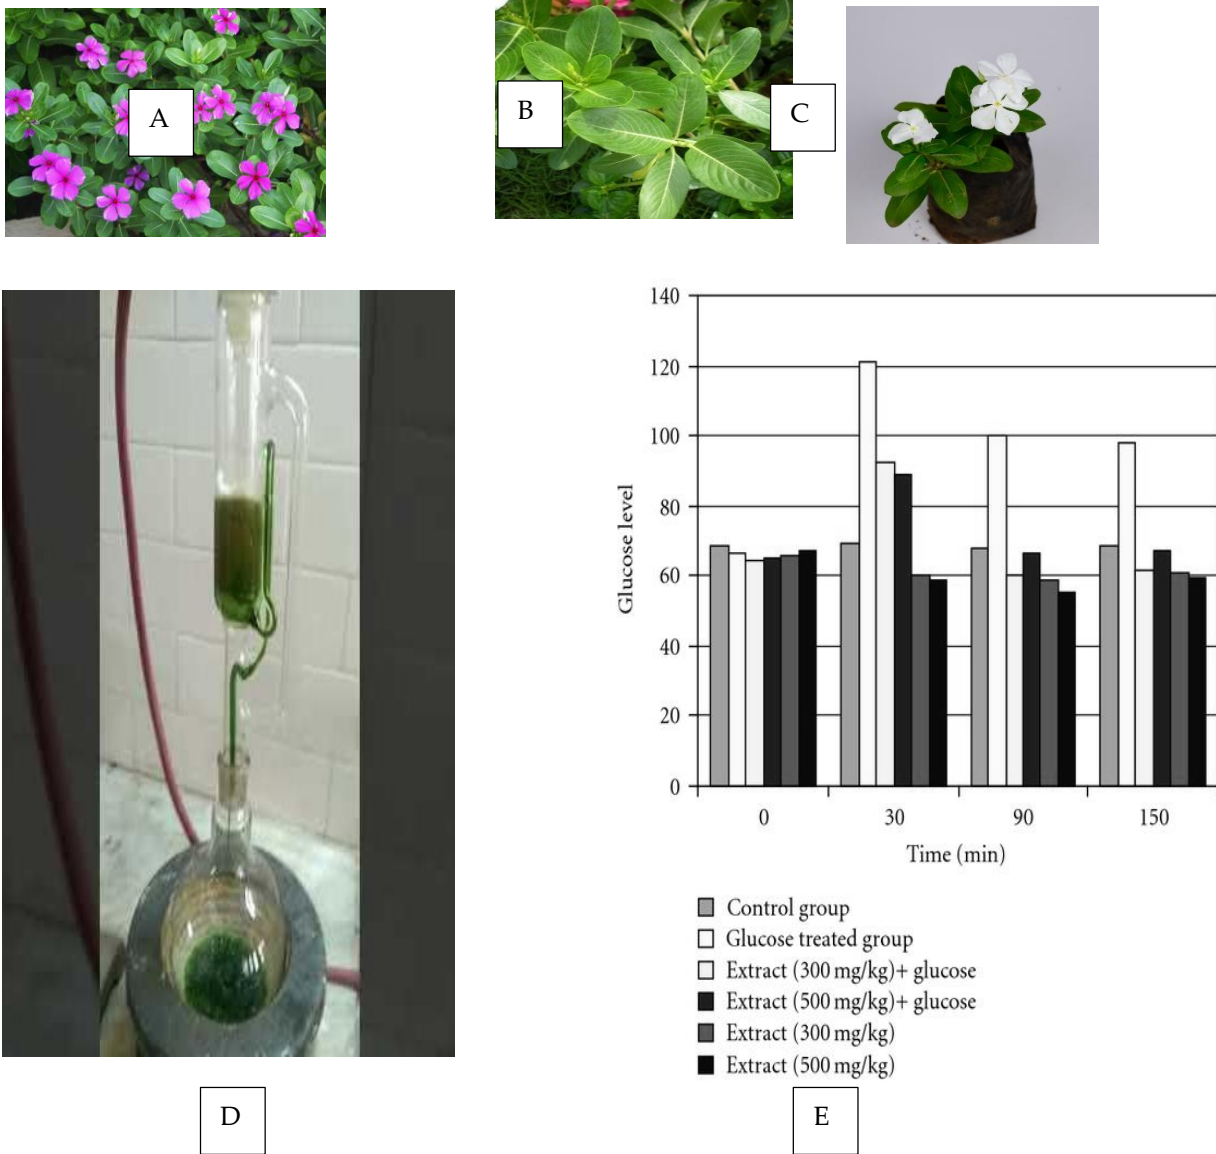 A
B
C
140
120
100
80
60
40
20
0
Glucose level
0 30 90 150
Time (min)
Control group
Glucose treated group
Extract (300 mg/kg)+ glucose
Extract (500 mg/kg)+ glucose
Extract (300 mg/kg)
Extract (500 mg/kg)
D
E